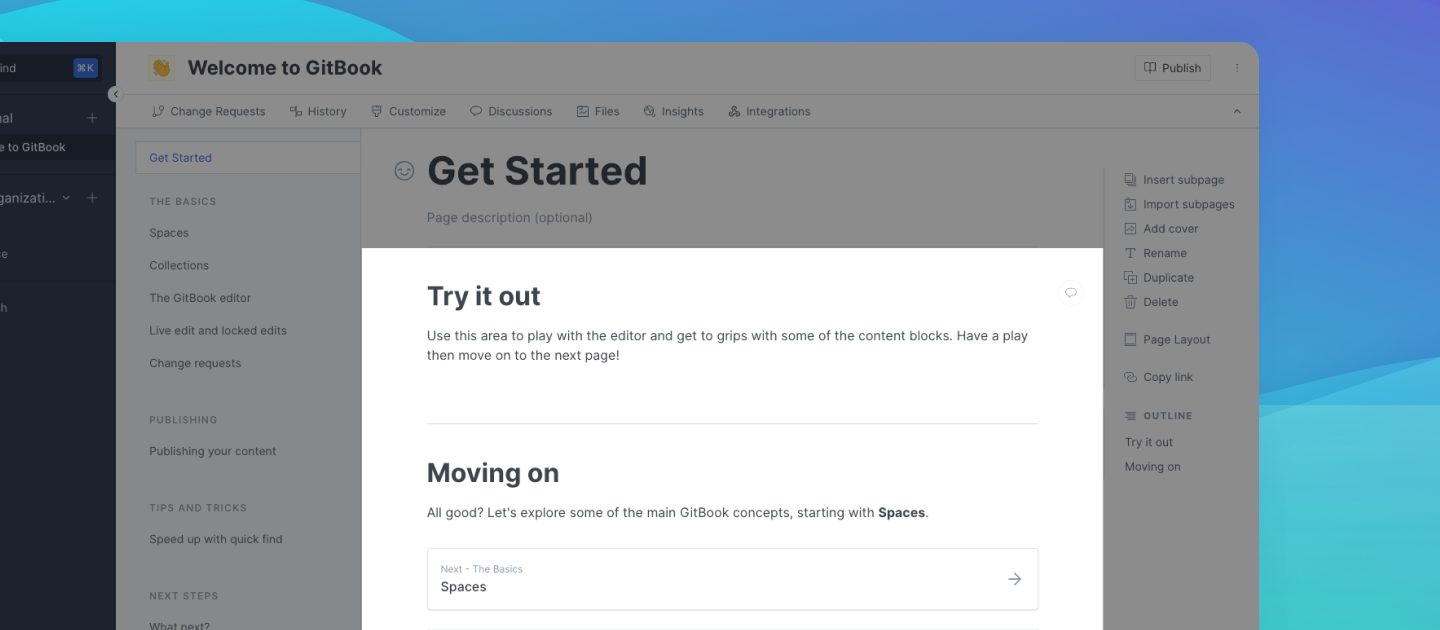 ind
⌘K
nal
e to GitBook
ganizati...
ce
h
Welcome to GitBook
Publish
Change Requests
History
Customize
Discussions
Files
Insights
Integrations
Get Started
THE BASICS
Spaces
Collections
The GitBook editor
Live edit and locked edits
Change requests
PUBLISHING
Publishing your content
TIPS AND TRICKS
Speed up with quick find
NEXT STEPS
What next?
Get Started
Page description (optional)
Try it out
Use this area to play with the editor and get to grips with some of the content blocks. Have a play
then move on to the next page!
Moving on
All good? Let's explore some of the main GitBook concepts, starting with Spaces.
Next - The Basics
Spaces
Insert subpage
Import subpages
Add cover
Rename
Duplicate
Delete
Page Layout
Copy link
OUTLINE
Try it out
Moving on